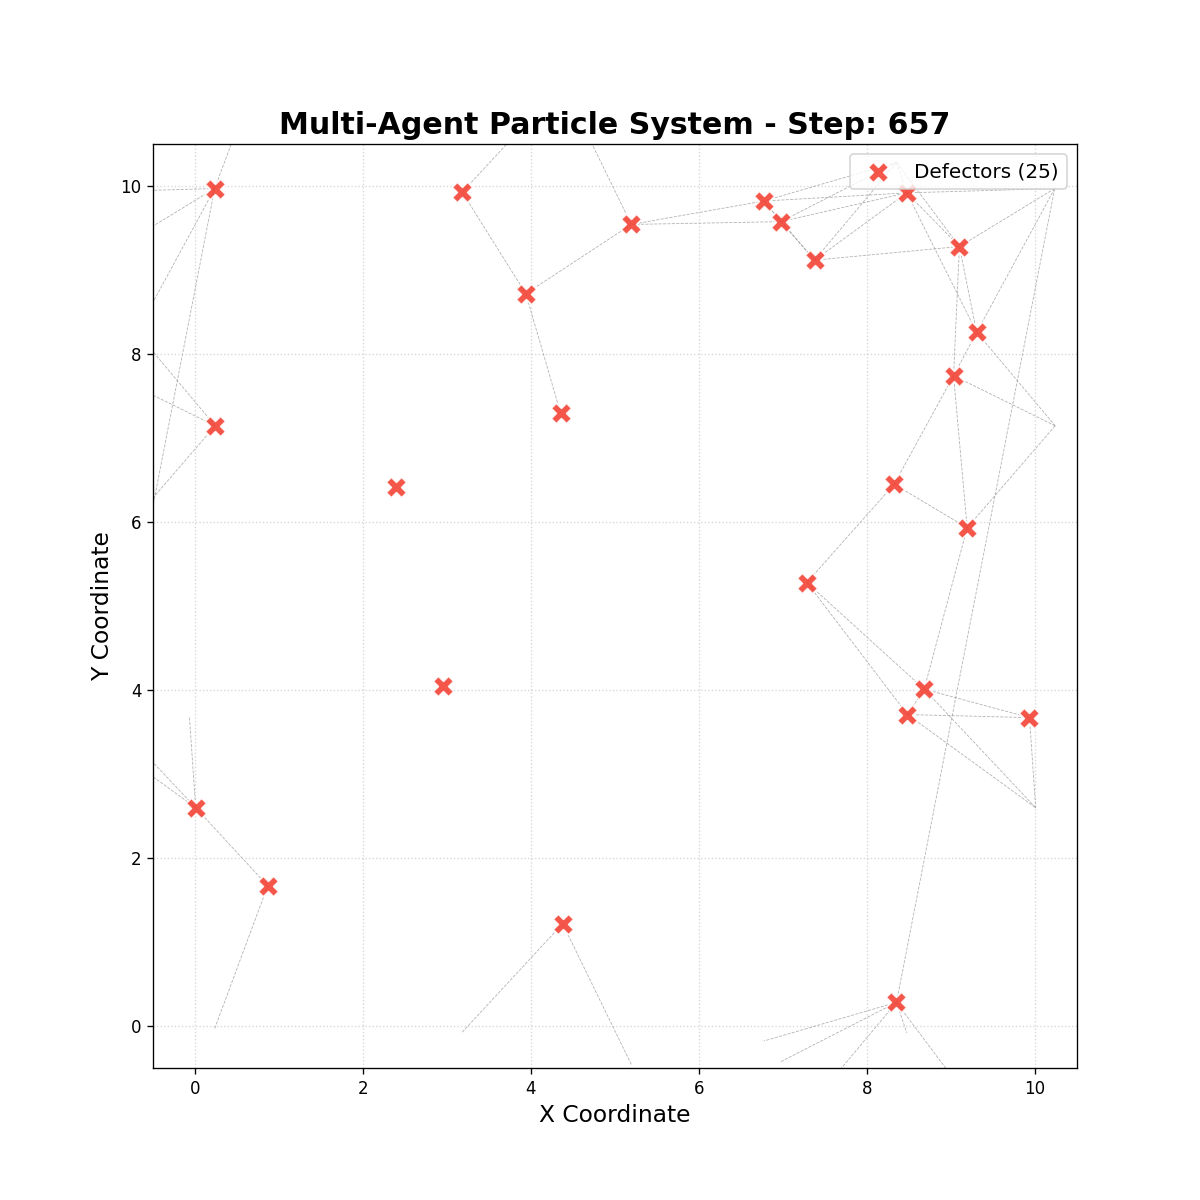 Multi-Agent Particle System - Step: 657
Defectors (25)
10
8
6
4
2
0
Y Coordinate
0 2 4 6 8 10
X Coordinate